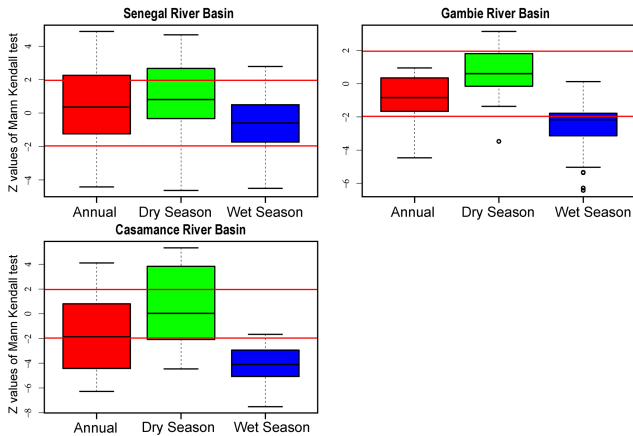 Senegal River Basin
Z values of Mann Kendall test
4
2
0
-2
-4
Annual Dry Season Wet Season
Gambie River Basin
2
0
-2
-4
-6
Annual Dry Season Wet Season
Casamance River Basin
Z values of Mann Kendall test
4
2
0
-2
-4
-6
-8
Annual Dry Season Wet Season